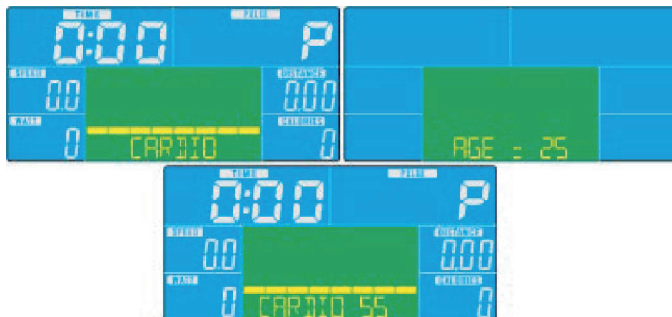 TIME PULSE
0:00 P
SPEED DISTANCE
0.0 0.00
WATT CALORIES
0 0
CARDIO
AGE = 25
TIME PULSE
0:00 P
SPEED DISTANCE
0.0 0.00
WATT CALORIES
0 0
CARDIO 55